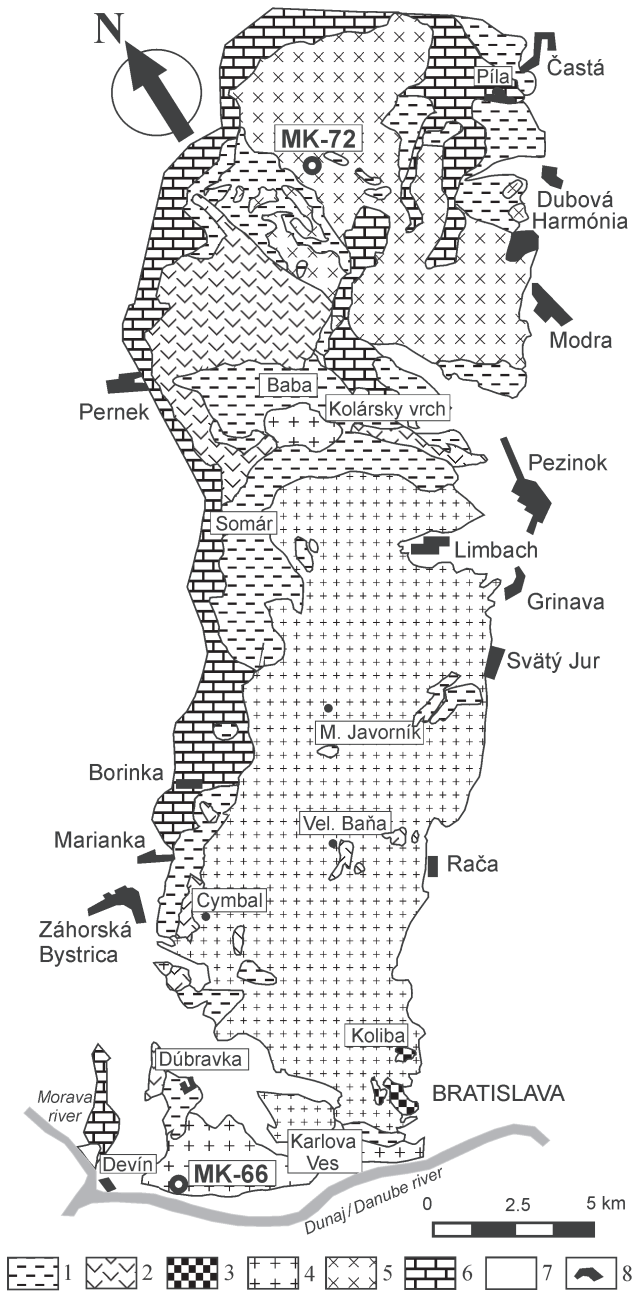 N
Častá
Píla
MK-72
Dubová
Harmónia
Modra
Baba
Pernek
Kolársky vrch
Pezinok
Somár
Limbach
Grinava
Svätý Jur
M. Javorník
Borinka
Vel. Baňa
Marianka
Rača
Cymbal
Záhorská
Bystrica
Koliba
Dúbravka
Morava
river
BRATISLAVA
Karlova
Ves
Devín
MK-66
Dunaj/Danube river
0 2.5 5 km
1 2 3 4 5 6 7 8